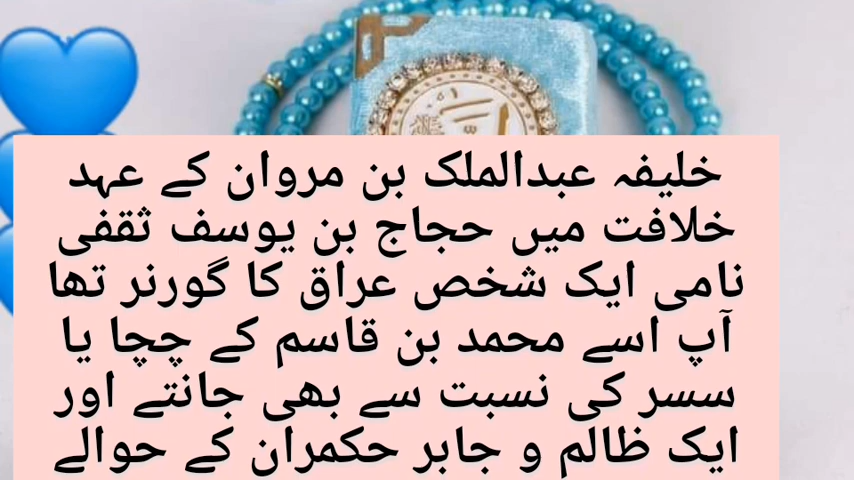 خلیفہ عبدالملک بن مروان کے عہد
خلافت میں حجاج بن یوسف ثقفی
نامی ایک شخص عراق کا گورنر تھا
آپ اسے محمد بن قاسم کے چچا یا
سسر کی نسبت سے بھی جانتے اور
ایک ظالم و جابر حکمران کے حوالے